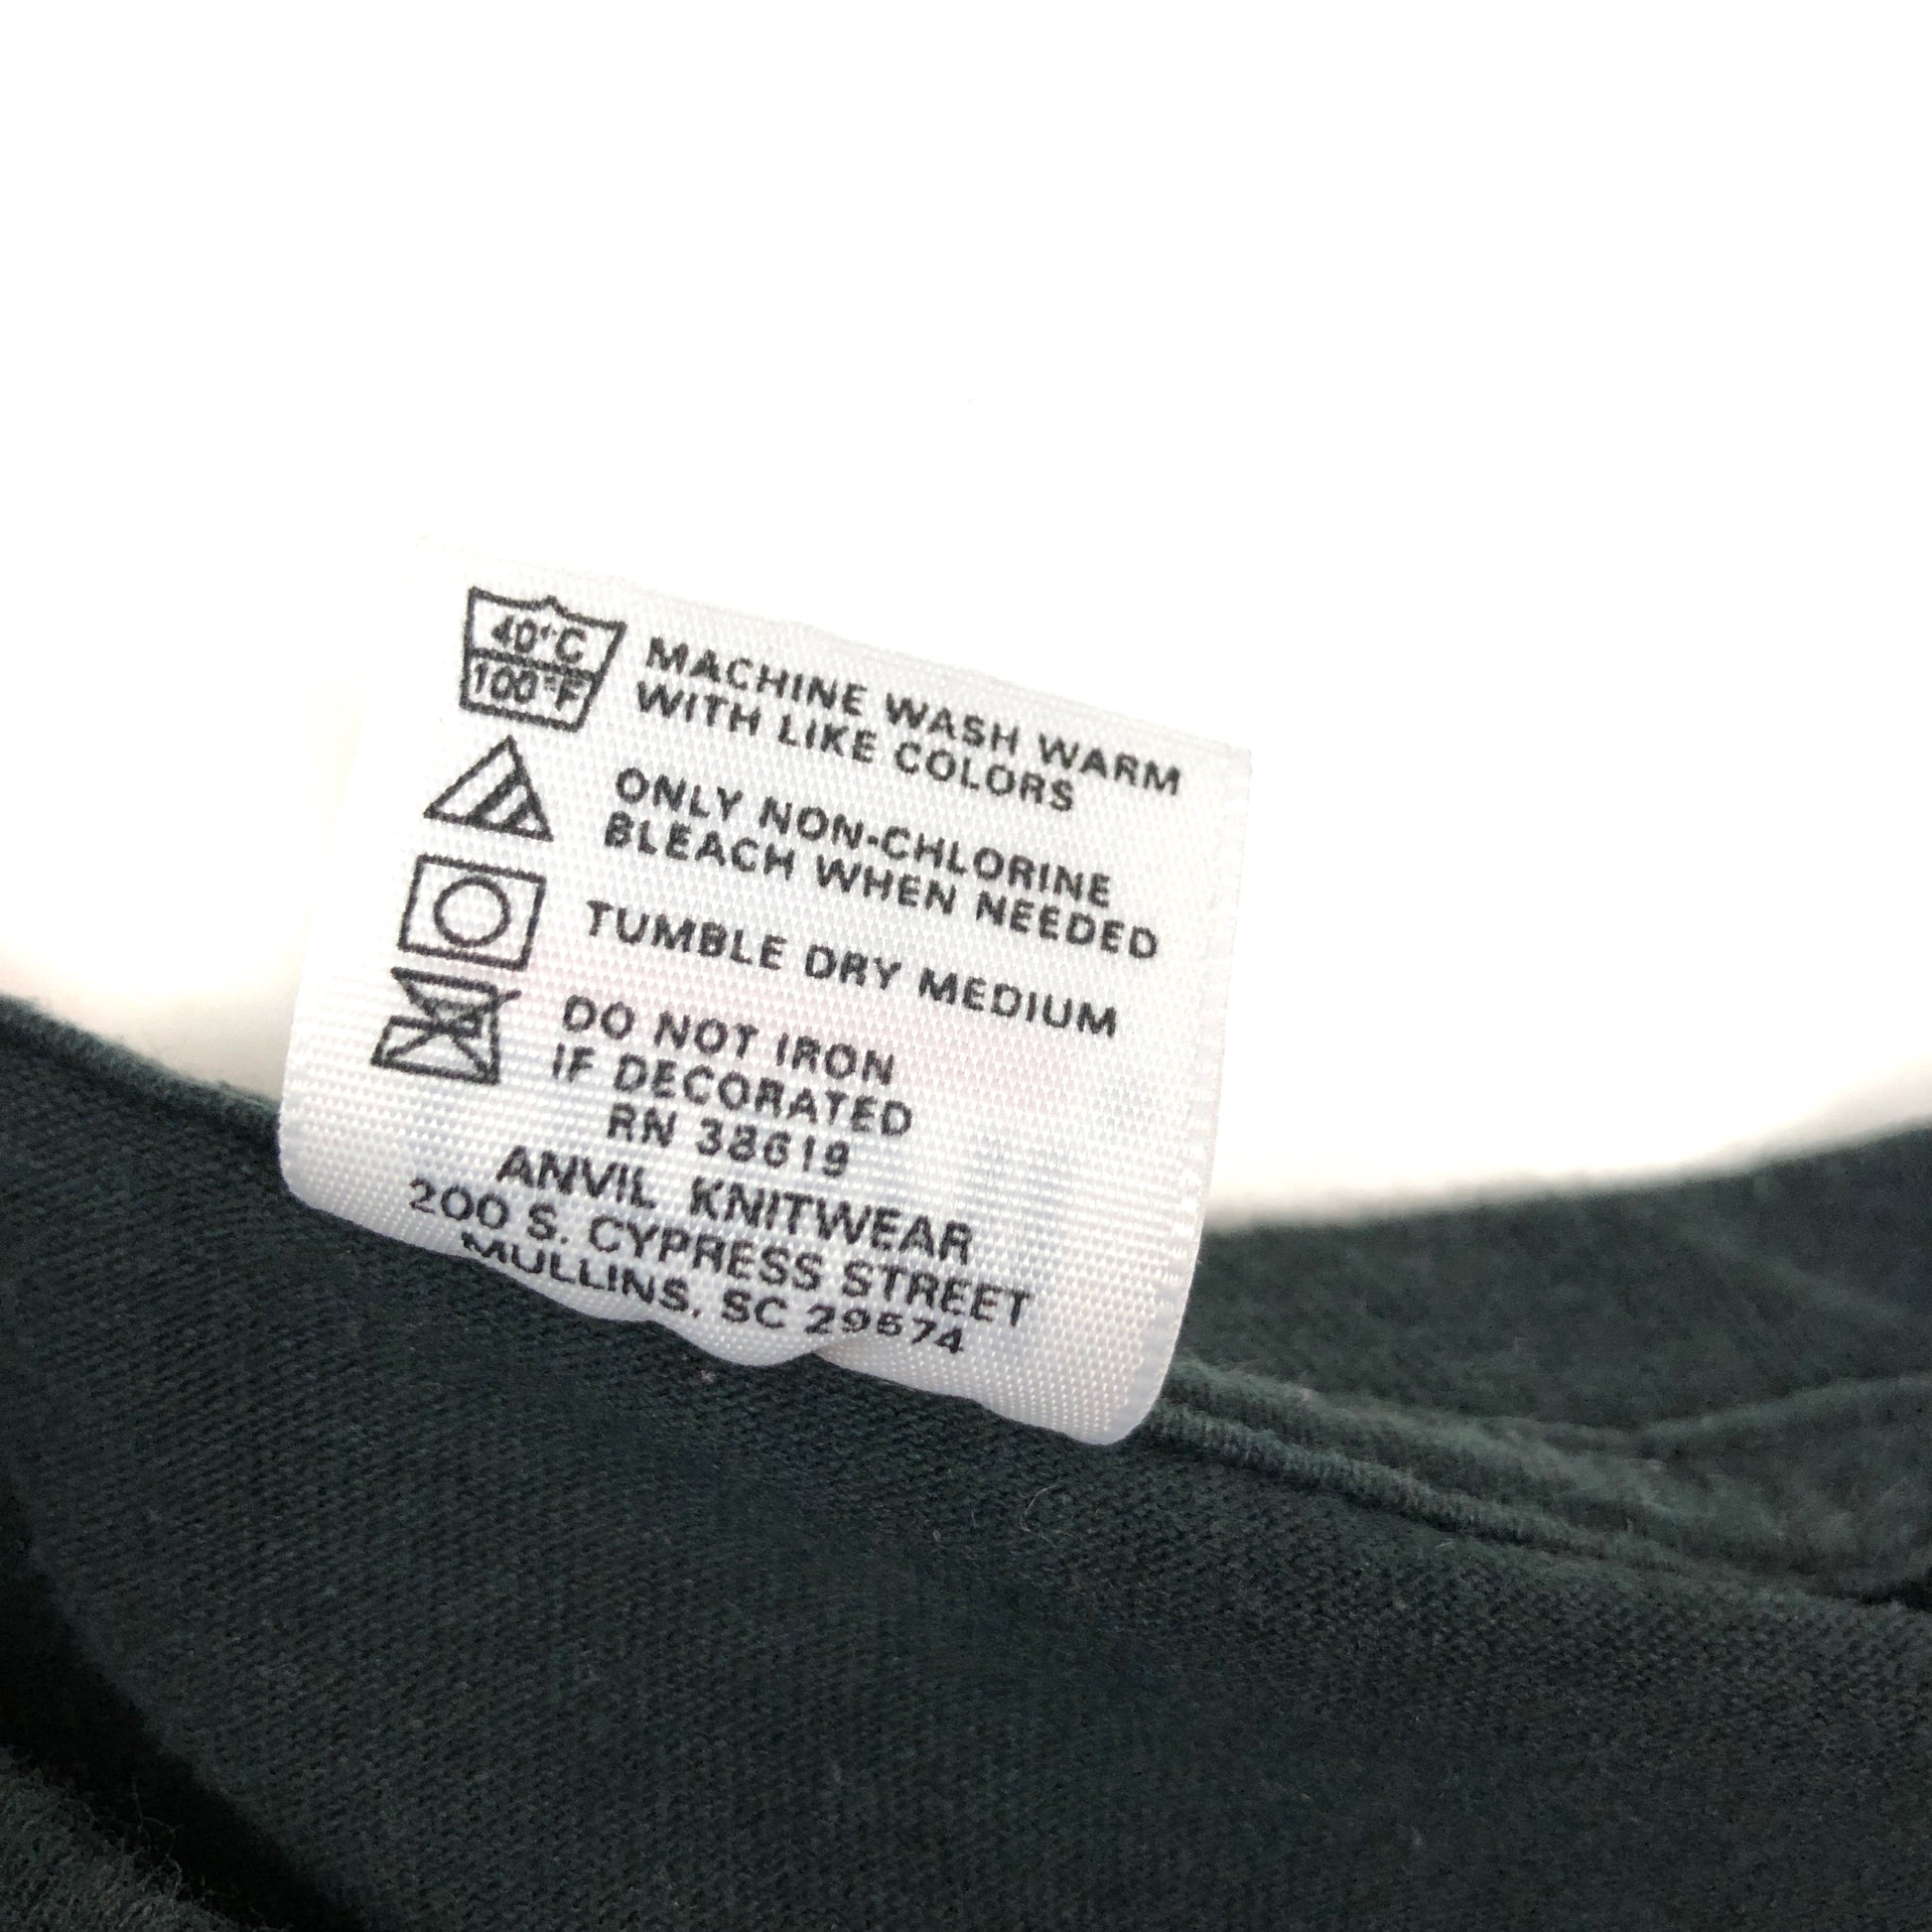 40°C
100°F
MACHINE WASH WARM
WITH LIKE COLORS
ONLY NON-CHLORINE
BLEACH WHEN NEEDED
TUMBLE DRY MEDIUM
DO NOT IRON
IF DECORATED
RN 38619
ANVIL KNITWEAR
200 S. CYPRESS STREET
MULLINS, SC 29574